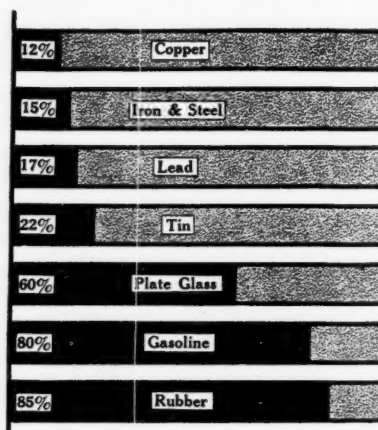 12% Copper
15% Iron & Steel
17% Lead
22% Tin
60% Plate Glass
80% Gasoline
85% Rubber